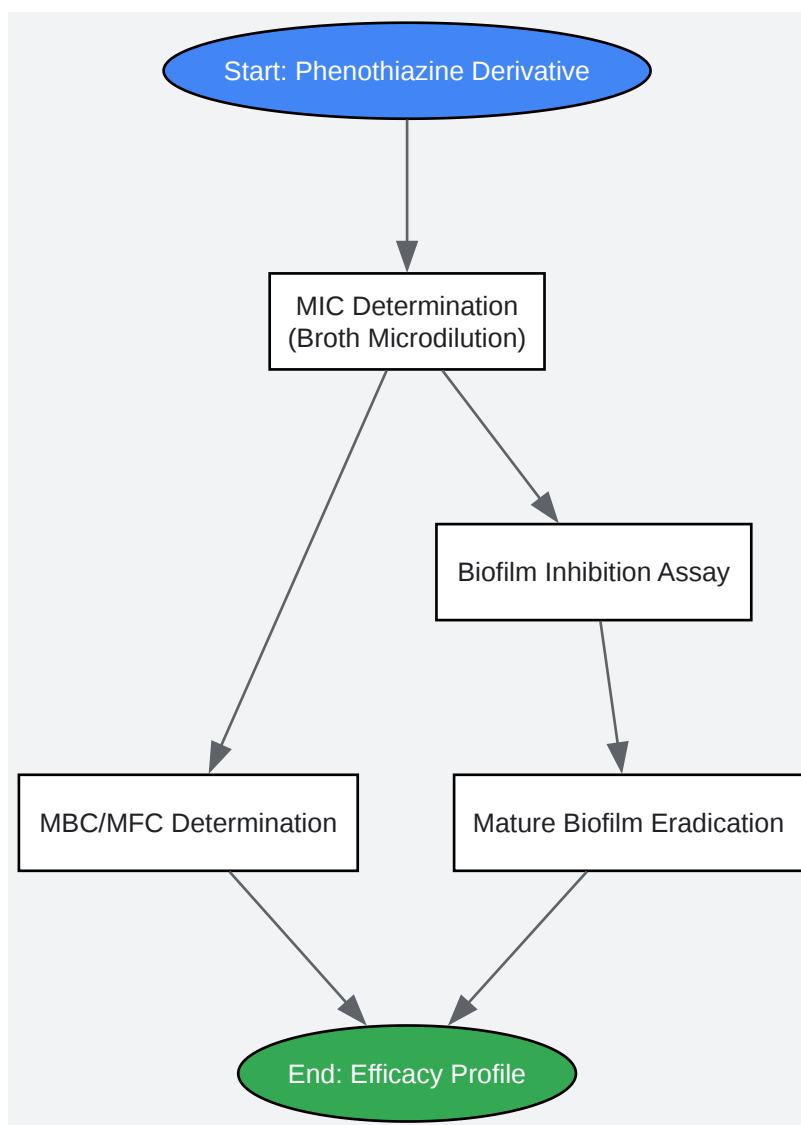 Start: Phenothiazine Derivative
MIC Determination
(Broth Microdilution)
Biofilm Inhibition Assay
MBC/MFC Determination
Mature Biofilm Eradication
End: Efficacy Profile